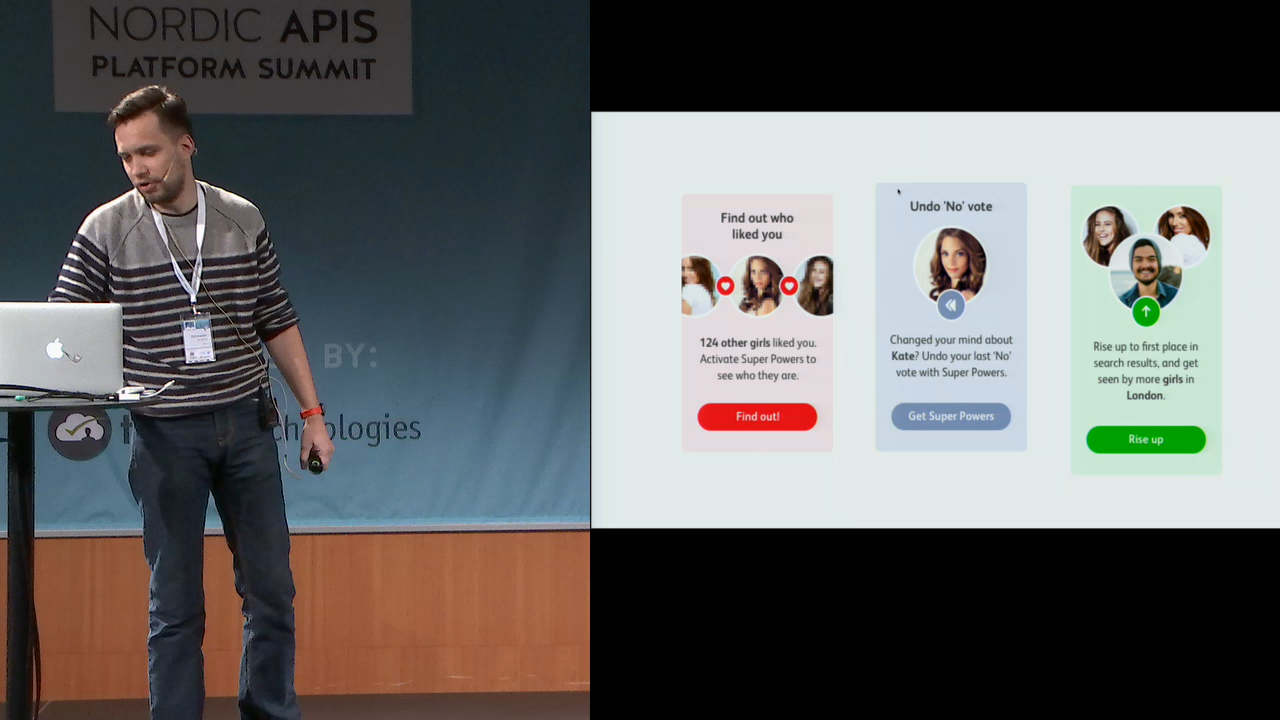 NORDIC APIS
PLATFORM SUMMIT
BY:
Find out who
liked you
124 other girls liked you.
Activate Super Powers to
see who they are.
Find out!
Undo 'No' vote
Changed your mind about
Kate? Undo your last 'No'
vote with Super Powers.
Get Super Powers
Rise up to first place in
search results, and get
seen by more girls in
London.
Rise up